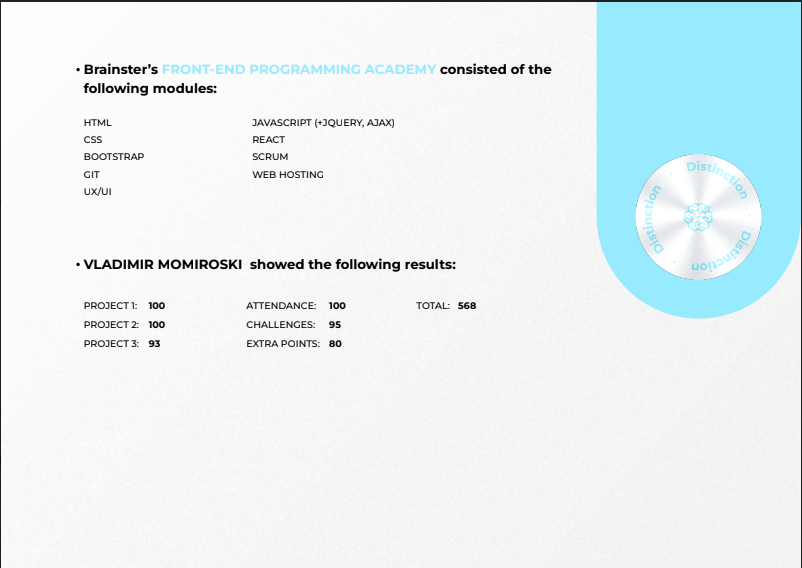 • Brainster's FRONT-END PROGRAMMING ACADEMY consisted of the
following modules:
HTML
CSS
BOOTSTRAP
GIT
UX/UI
JAVASCRIPT (+JQUERY, AJAX)
REACT
SCRUM
WEB HOSTING
• VLADIMIR MOMIROSKI showed the following results:
PROJECT 1: 100
PROJECT 2: 100
PROJECT 3: 93
ATTENDANCE: 100
CHALLENGES: 95
EXTRA POINTS: 80
TOTAL: 568
Distinction
Distinction
Distinction